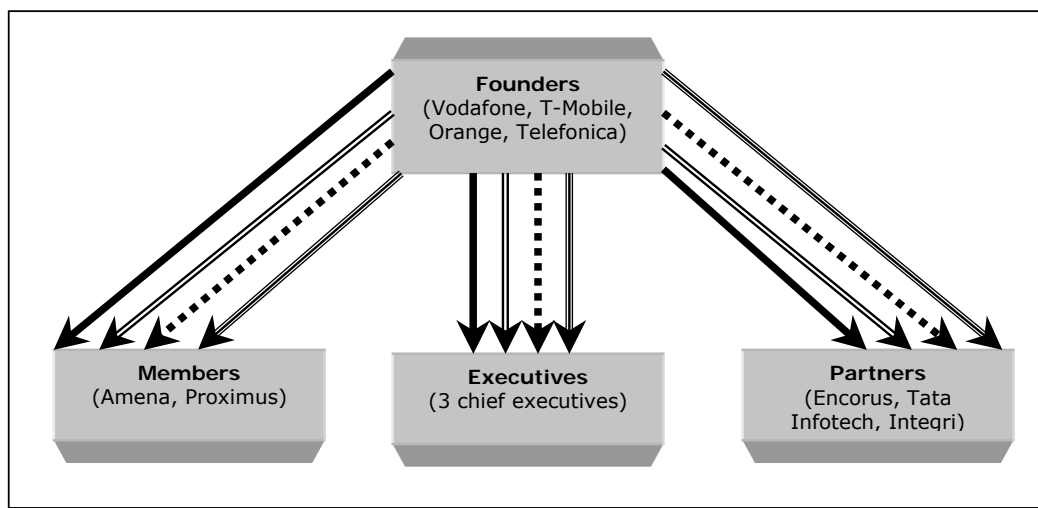 Founders
(Vodafone, T-Mobile,
Orange, Telefonica)
Members
(Amena, Proximus)
Executives
(3 chief executives)
Partners
(Encorus, Tata
Infotech, Integri)